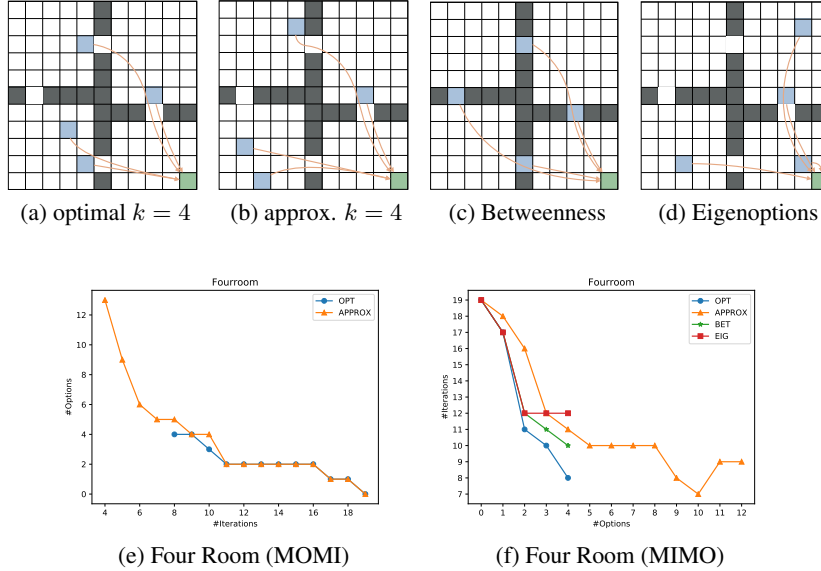 (a) optimal k = 4
(b) approx. k = 4
(c) Betweenness
(d) Eigenoptions
Fourroom
OPT
APPROX
12
10
8
6
4
2
0
#Options
4 6 8 10 12 14 16 18
#Iterations
(e) Four Room (MOMI)
Fourroom
OPT
APPROX
BET
EIG
19
18
17
16
15
14
13
12
11
10
9
8
7
#Iterations
0 1 2 3 4 5 6 7 8 9 10 11 12
#Options
(f) Four Room (MIMO)